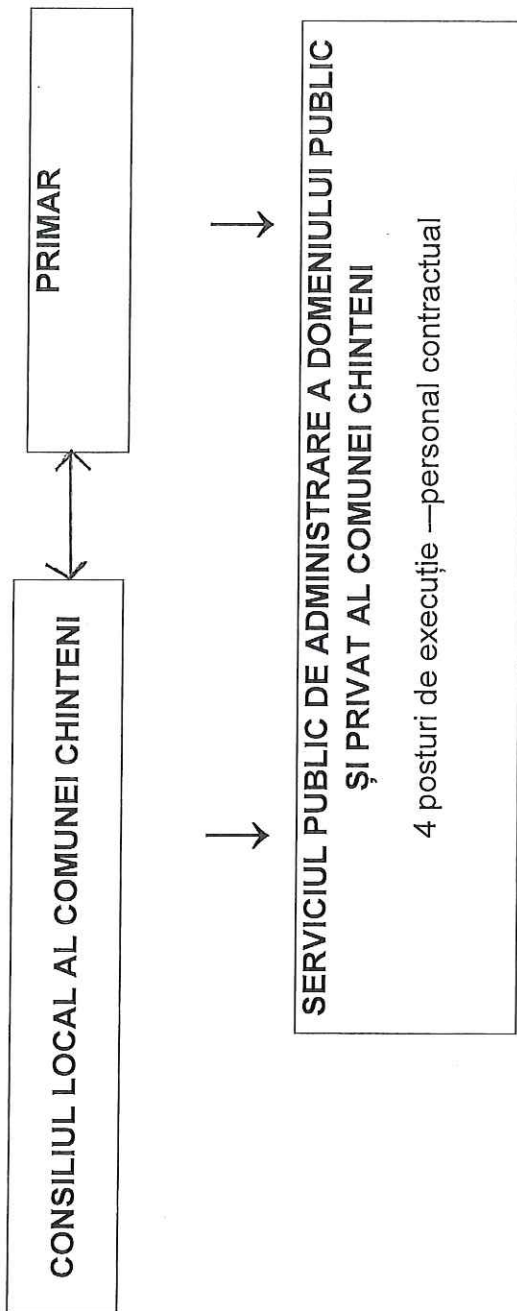 CONSILIUL LOCAL AL COMUNEI CHINTENI
PRIMAR
SERVICIUL PUBLIC DE ADMINISTRARE A DOMENIULUI PUBLIC
ȘI PRIVAT AL COMUNEI CHINTENI
4 posturi de execuție —personal contractual